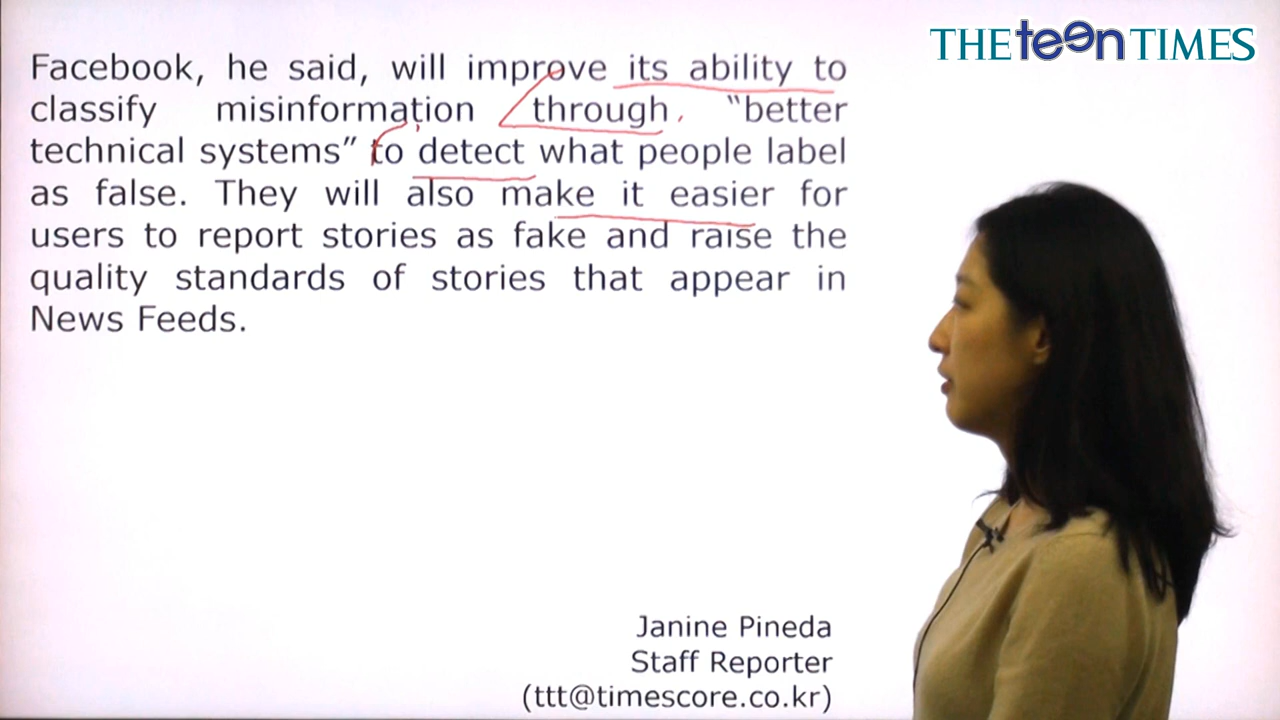 THE teen TIMES
Facebook, he said, will improve its ability to
classify misinformation through “better
technical systems” to detect what people label
as false. They will also make it easier for
users to report stories as fake and raise the
quality standards of stories that appear in
News Feeds.
Janine Pineda
Staff Reporter
(ttt@timescore.co.kr)